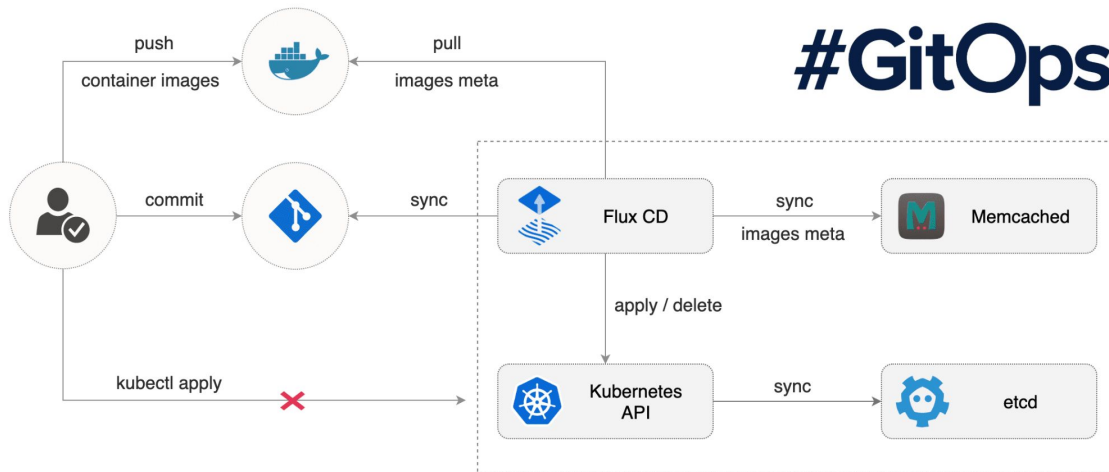 push
container images
pull
images meta
#GitOps
commit
sync
Flux CD
sync
images meta
Memcached
apply / delete
kubectl apply
Kubernetes
API
sync
etcd